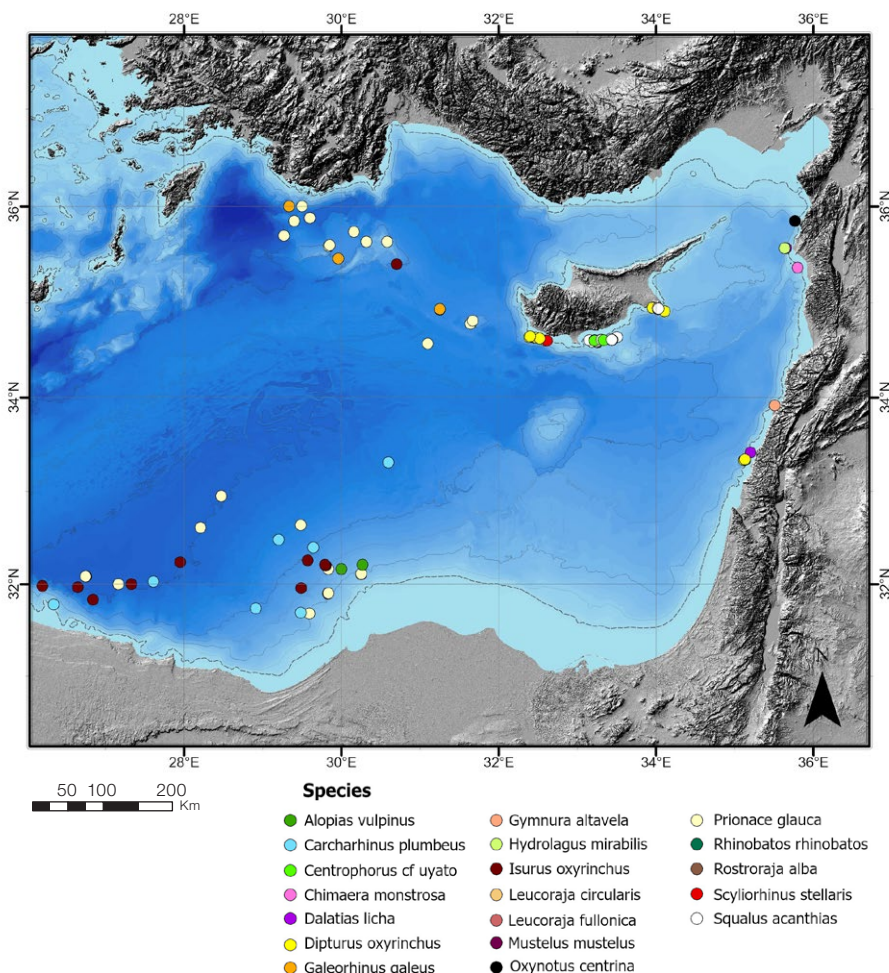 28°E 30°E 32°E 34°E 36°E
36°N 36°N
34°N 34°N
32°N 32°N
N
28°E 30°E 32°E 34°E 36°E
50 100 200
Km
Species
Alopias vulpinus
Carcharhinus plumbeus
Centrophorus cf uyato
Chimaera monstrosa
Dalatias licha
Dipturus oxyrinchus
Galeorhinus galeus
Gymnura altavela
Hydrolagus mirabilis
Isurus oxyrinchus
Leucoraja circularis
Leucoraja fullonica
Mustelus mustelus
Oxynotus centrina
Prionace glauca
Rhinobatos rhinobatos
Rostroraja alba
Scyliorhinus stellaris
Squalus acanthias